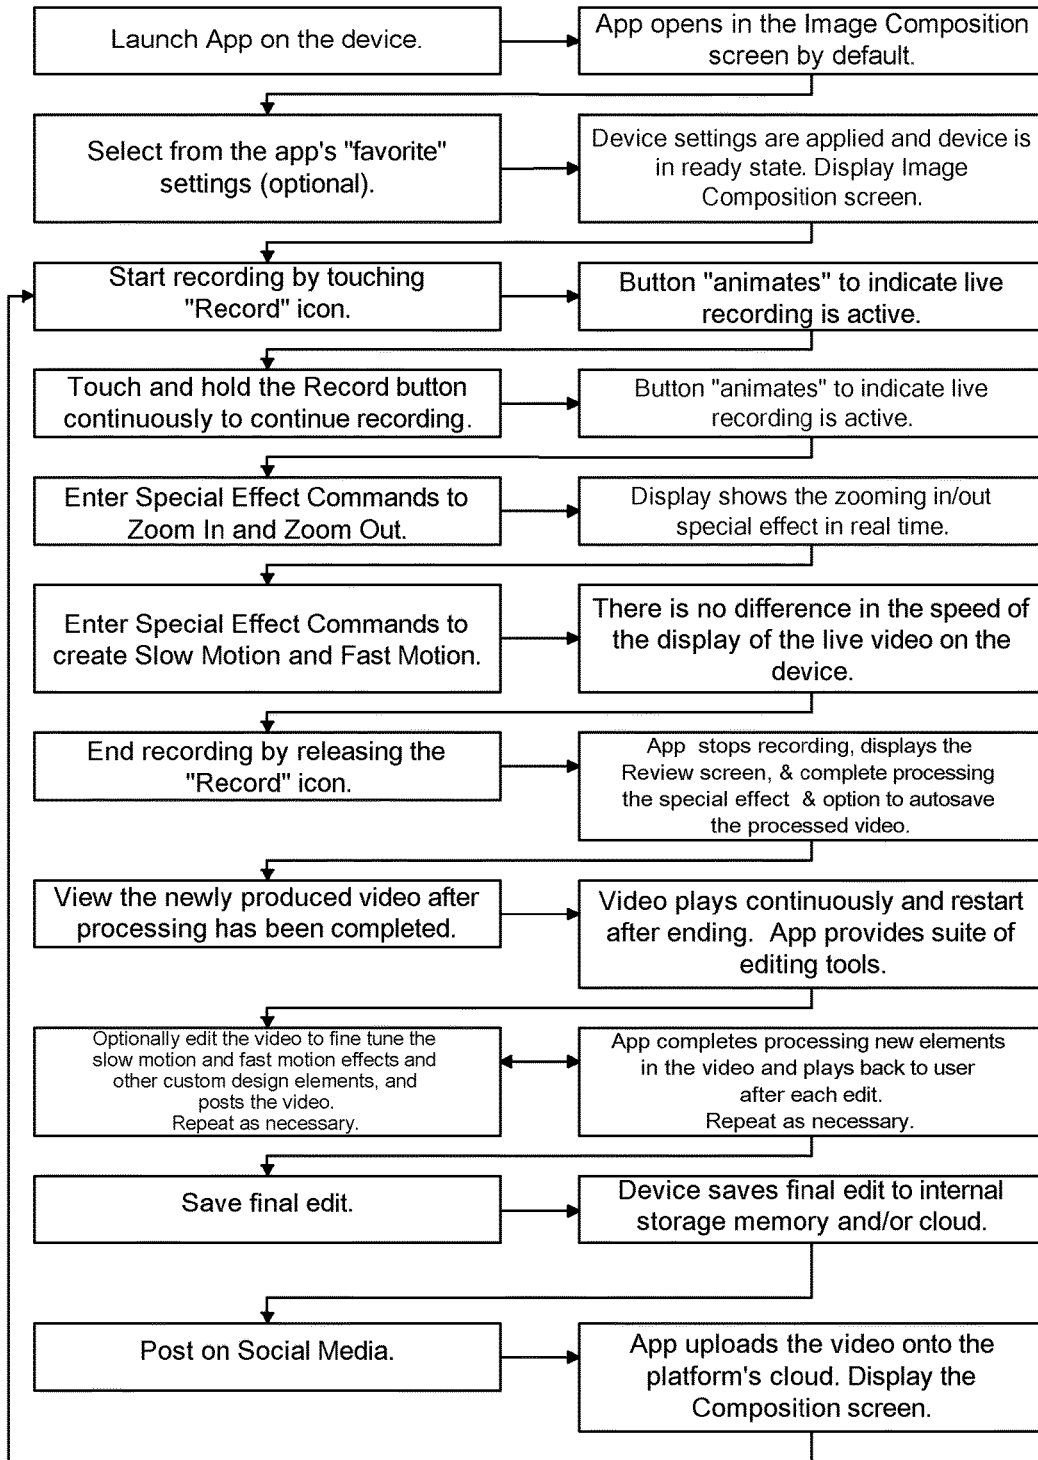 Launch App on the device.
App opens in the Image Composition
screen by default.
Select from the app's "favorite"
settings (optional).
Device settings are applied and device is
in ready state. Display Image
Composition screen.
Start recording by touching
"Record" icon.
Button "animates" to indicate live
recording is active.
Touch and hold the Record button
continuously to continue recording.
Button "animates" to indicate live
recording is active.
Enter Special Effect Commands to
Zoom In and Zoom Out.
Display shows the zooming in/out
special effect in real time.
Enter Special Effect Commands to
create Slow Motion and Fast Motion.
There is no difference in the speed of
the display of the live video on the
device.
End recording by releasing the
"Record" icon.
App stops recording, displays the
Review screen, & complete processing
the special effect & option to autosave
the processed video.
View the newly produced video after
processing has been completed.
Video plays continuously and restart
after ending. App provides suite of
editing tools.
Optionally edit the video to fine tune the
slow motion and fast motion effects and
other custom design elements, and
posts the video.
Repeat as necessary.
App completes processing new elements
in the video and plays back to user
after each edit.
Repeat as necessary.
Save final edit.
Device saves final edit to internal
storage memory and/or cloud.
Post on Social Media.
App uploads the video onto the
platform's cloud. Display the
Composition screen.